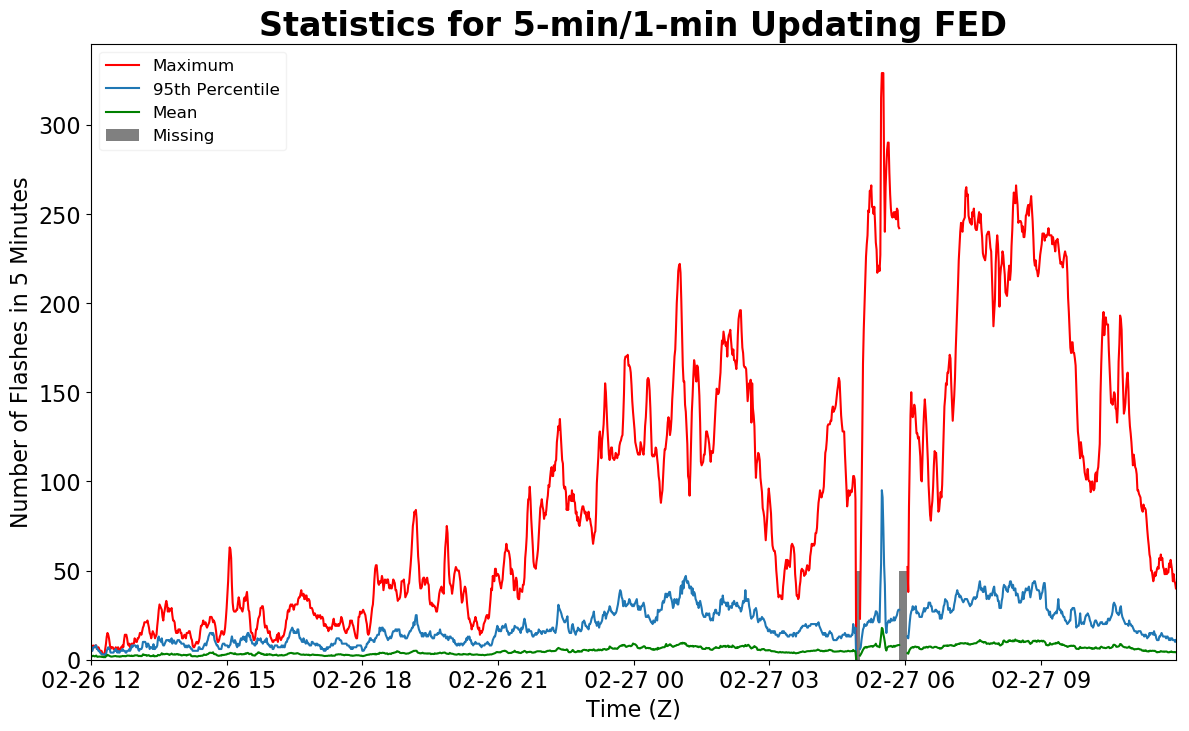 Statistics for 5-min/1-min Updating FED
Maximum
95th Percentile
Mean
Missing
Number of Flashes in 5 Minutes
300
250
200
150
100
50
0
02-26 12 02-26 15 02-26 18 02-26 21 02-27 00 02-27 03 02-27 06 02-27 09
Time (Z)